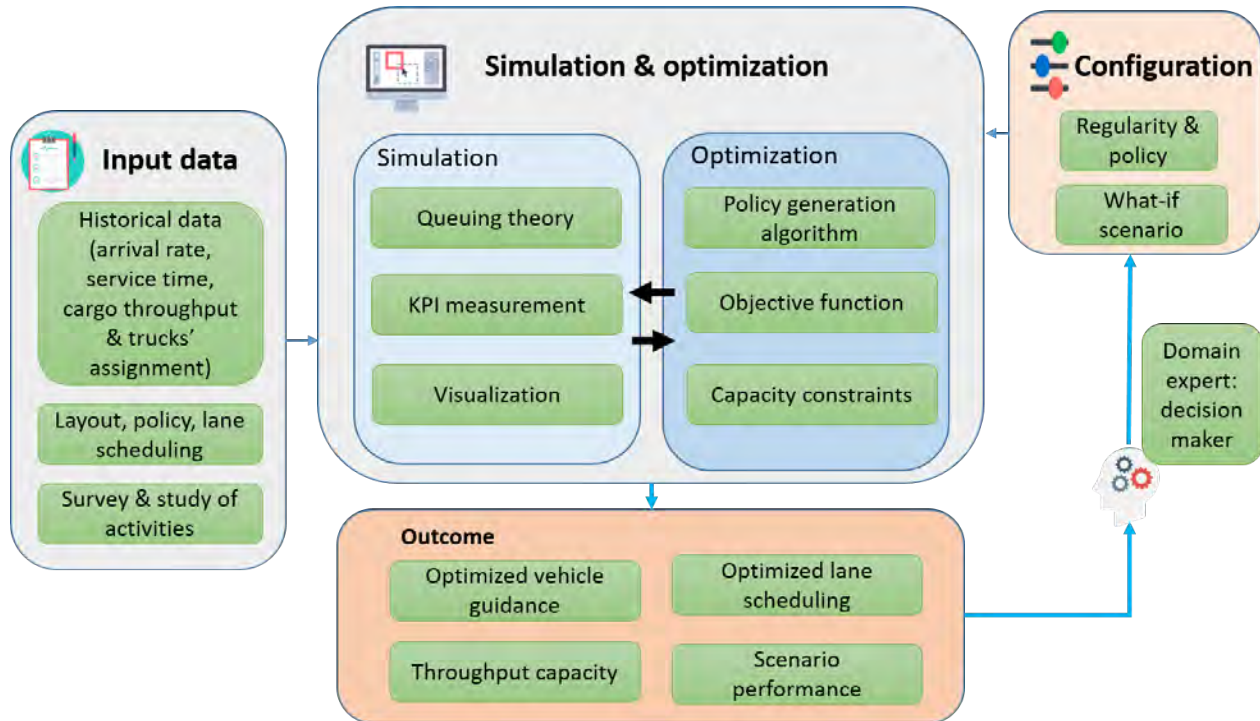 Input data
Historical data
(arrival rate,
service time,
cargo throughput
& trucks'
assignment)
Layout, policy, lane
scheduling
Survey & study of
activities
Simulation & optimization
Simulation
Queuing theory
KPI measurement
Visualization
Optimization
Policy generation
algorithm
Objective function
Capacity constraints
Configuration
Regularity &
policy
What-if
scenario
Domain
expert:
decision
maker
Outcome
Optimized vehicle
guidance
Optimized lane
scheduling
Throughput capacity
Scenario
performance